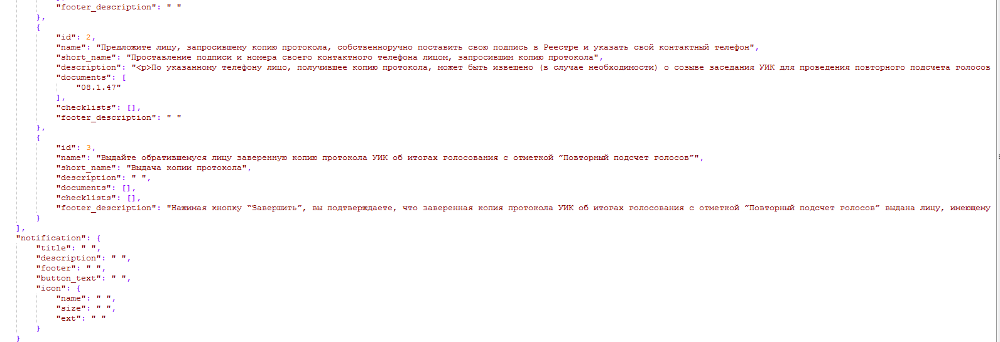 "footer_description": " "
},
{
"id": 2,
"name": "Предложите лицу, запросившему копию протокола, собственноручно поставить свою подпись в Реестре и указать свой контактный телефон",
"short_name": "Проставление подписи и номера своего контактного телефона лицом, запросившим копию протокола",
"description": "<p>По указанному телефону лицо, получившее копию протокола, может быть извещено (в случае необходимости) о созыве заседания УИК для проведения повторного подсчета голосов
"documents": [
"08.1.47"
],
"checklists": [],
"footer_description": " "
},
{
"id": 3,
"name": "Выдайте обратившемуся лицу заверенную копию протокола УИК об итогах голосования с отметкой ”Повторный подсчет голосов”",
"short_name": "Выдача копии протокола",
"description": " ",
"documents": [],
"checklists": [],
"footer_description": "Нажимая кнопку “Завершить”, вы подтверждаете, что заверенная копия протокола УИК об итогах голосования с отметкой ”Повторный подсчет голосов” выдана лицу, имеющему
}
],
"notification": {
"title": " ",
"description": " ",
"footer": " ",
"button_text": " ",
"icon": {
"name": " ",
"size": " ",
"ext": " "
}
}